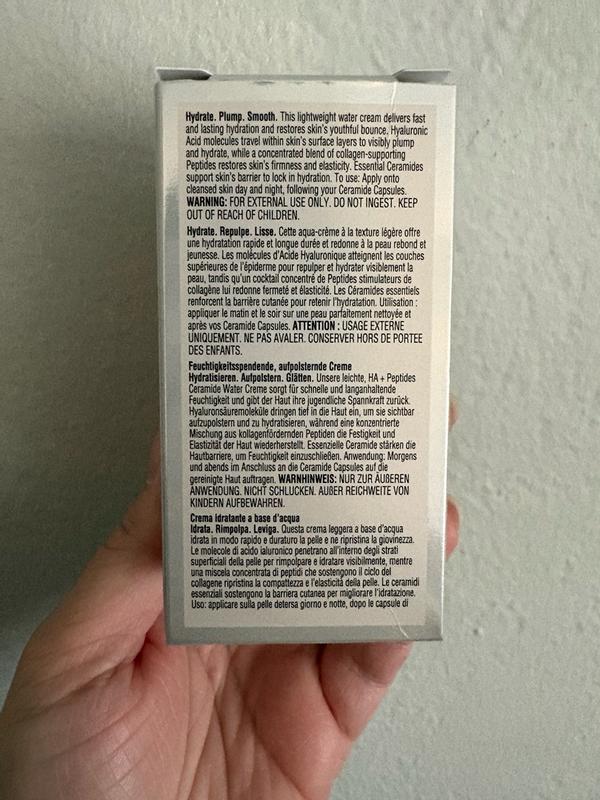 Hydrate. Plump. Smooth. This lightweight water cream delivers fast
and lasting hydration and restores skin's youthful bounce. Hyaluronic
Acid molecules travel within skin's surface layers to visibly plump
and hydrate, while a concentrated blend of collagen-supporting
Peptides restores skin's firmness and elasticity. Essential Ceramides
support skin's barrier to lock in hydration. To use: Apply onto
cleansed skin day and night, following your Ceramide Capsules.
WARNING: FOR EXTERNAL USE ONLY. DO NOT INGEST. KEEP
OUT OF REACH OF CHILDREN.
Hydrate. Repulpe. Lisse. Cette aqua-crème à la texture légère offre
une hydratation rapide et longue durée et redonne à la peau rebond et
jeunesse. Les molécules d'Acide Hyaluronique atteignent les couches
supérieures de l'épiderme pour repulper et hydrater visiblement la
peau, tandis qu'un cocktail concentré de Peptides stimulateurs de
collagène lui redonne fermeté et élasticité. Les Céramides essentiels
renforcent la barrière cutanée pour retenir l'hydratation. Utilisation :
appliquer le matin et le soir sur une peau parfaitement nettoyée et
après vos Ceramide Capsules. ATTENTION : USAGE EXTERNE
UNIQUEMENT. NE PAS AVALER. CONSERVER HORS DE PORTEE
DES ENFANTS.
Feuchtigkeitsspendende, aufpolsternde Creme
Hydratisieren. Aufpolstern. Glätten. Unsere leichte, HA + Peptides
Ceramide Water Creme sorgt für schnelle und langanhaltende
Feuchtigkeit und gibt der Haut ihre jugendliche Spannkraft zurück.
Hyaluronsäuremoleküle dringen tief in die Haut ein, um sie sichtbar
aufzupolstern und zu hydratisieren, während eine konzentrierte
Mischung aus kollagenfördernden Peptiden die Festigkeit und
Elastizität der Haut wiederherstellt. Essenzielle Ceramide stärken die
Hautbarriere, um Feuchtigkeit einzuschließen. Anwendung: Morgens
und abends im Anschluss an die Ceramide Capsules auf die
gereinigte Haut auftragen. WARNHINWEIS: NUR ZUR ÄUßEREN
ANWENDUNG. NICHT SCHLUCKEN. AUßER REICHWEITE VON
KINDERN AUFBEWAHREN.
Crema idratante a base d'acqua
Idrata. Rimpolpa. Leviga. Questa crema leggera a base d'acqua
idrata in modo rapido e duraturo la pelle e ne ripristina la giovinezza.
Le molecole di acido ialuronico penetrano all'interno degli strati
superficiali della pelle per rimpolpare e idratare visibilmente, mentre
una miscela concentrata di peptidi che sostengono il ciclo del
collagene ripristina la compattezza e l'elasticità della pelle. Le ceramidi
essenziali sostengono la barriera cutanea per migliorare l'idratazione.
Uso: applicare sulla pelle detersa giorno e notte, dopo le capsule di